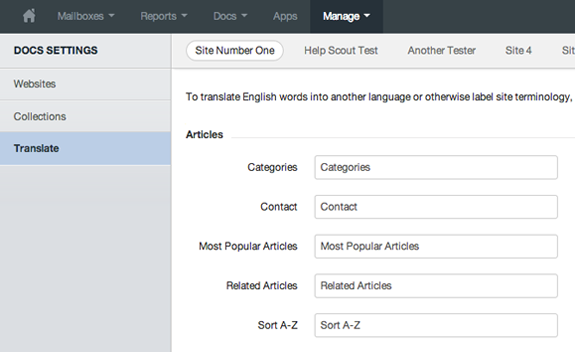 Mailboxes Reports Docs Apps Manage
DOCS SETTINGS
Websites
Collections
Translate
Site Number One Help Scout Test Another Tester Site 4
To translate English words into another language or otherwise label site terminology,
Articles
Categories Categories
Contact Contact
Most Popular Articles Most Popular Articles
Related Articles Related Articles
Sort A-Z Sort A-Z